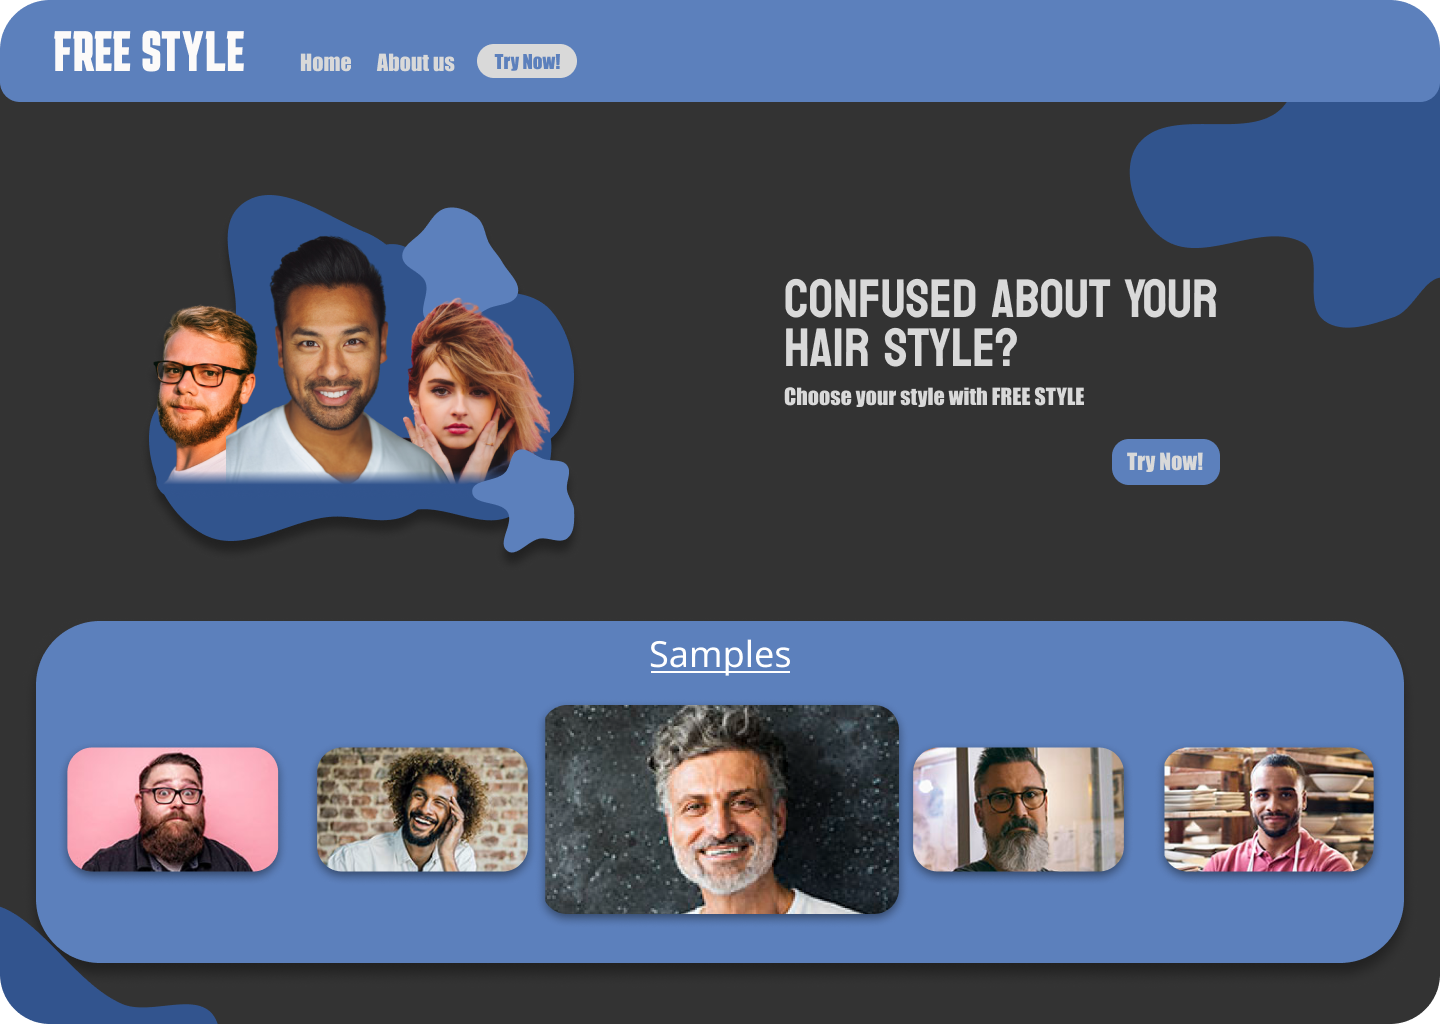 FREE STYLE
Home
About us
Try Now!
CONFUSED ABOUT YOUR
HAIR STYLE?
Choose your style with FREE STYLE
Try Now!
Samples